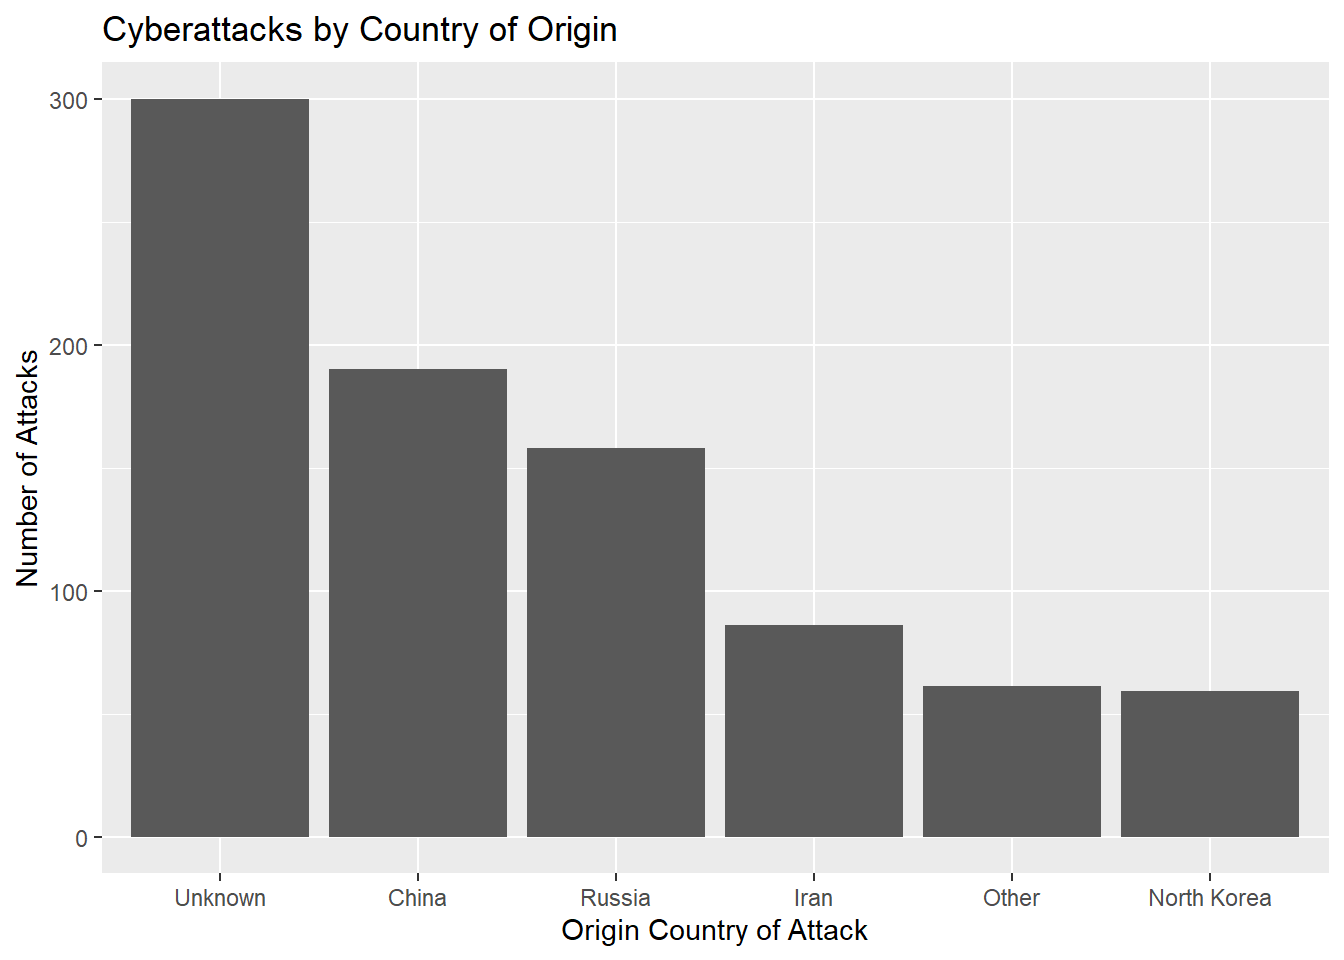 Cyberattacks by Country of Origin
Number of Attacks
300
200
100
0
Unknown China Russia Iran Other North Korea
Origin Country of Attack